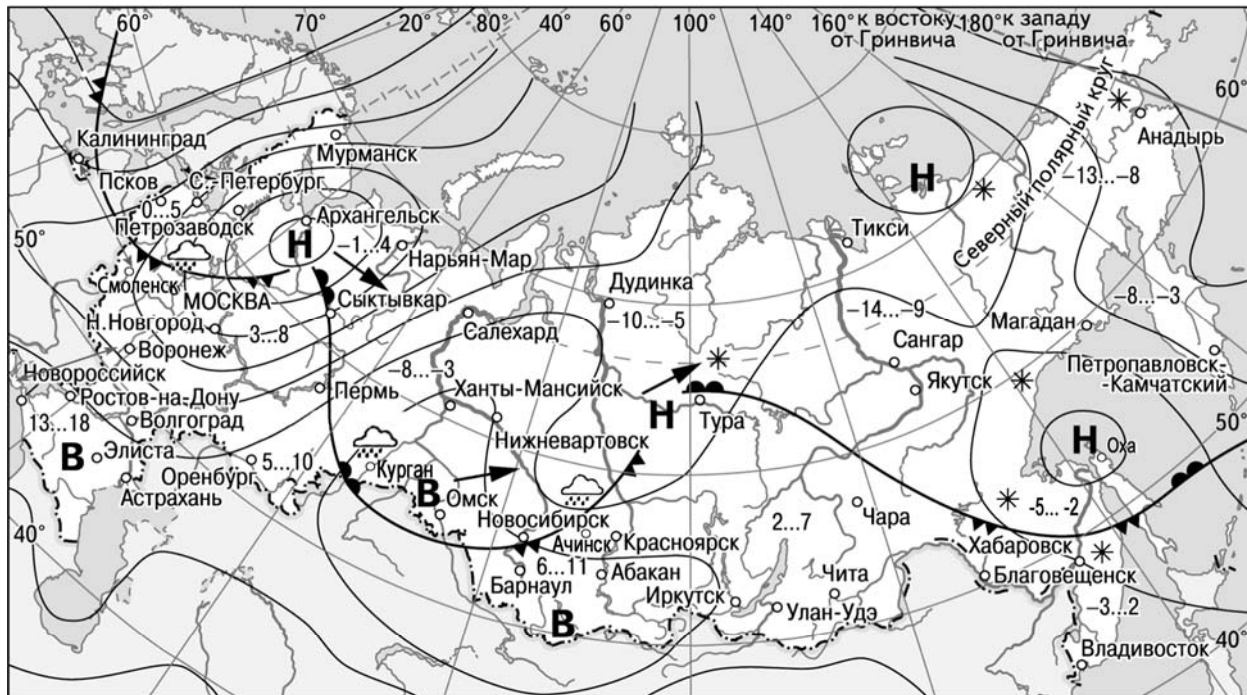 60°
70°
20°
80°
40°
60°
100°
140°
160°
к востоку
от Гринвича
180°
к западу
от Гринвича
60°
Калининград
Мурманск
Северный полярный круг
Анадырь
Псков
С.-Петербург
0...5
Петрозаводск
Архангельск
Н
–1...4
Нарьян-Мар
Н
–13...–8
50°
Смоленск
МОСКВА
Сыктывкар
Дудинка
Тикси
–10...–5
–14...–9
–8...–3
Н.Новгород
3...8
Салехард
Сангар
Магадан
Воронеж
Новороссийск
Ростов-на-Дону
Пермь
–8...–3
Ханты-Мансийск
Н
Тура
Якутск
Петропавловск-
-Камчатский
50°
13...18
Волгоград
В
Элиста
Нижневартовск
Н
Оха
Оренбург
5...10
Курган
Астрахань
В
Омск
Новосибирск
2...7
Чара
-5... -2
40°
Ачинск
Красноярск
Хабаровск
6...11
Барнаул
Абакан
Иркутск
Чита
Благовещенск
В
Улан-Удэ
–3...2
40°
Владивосток